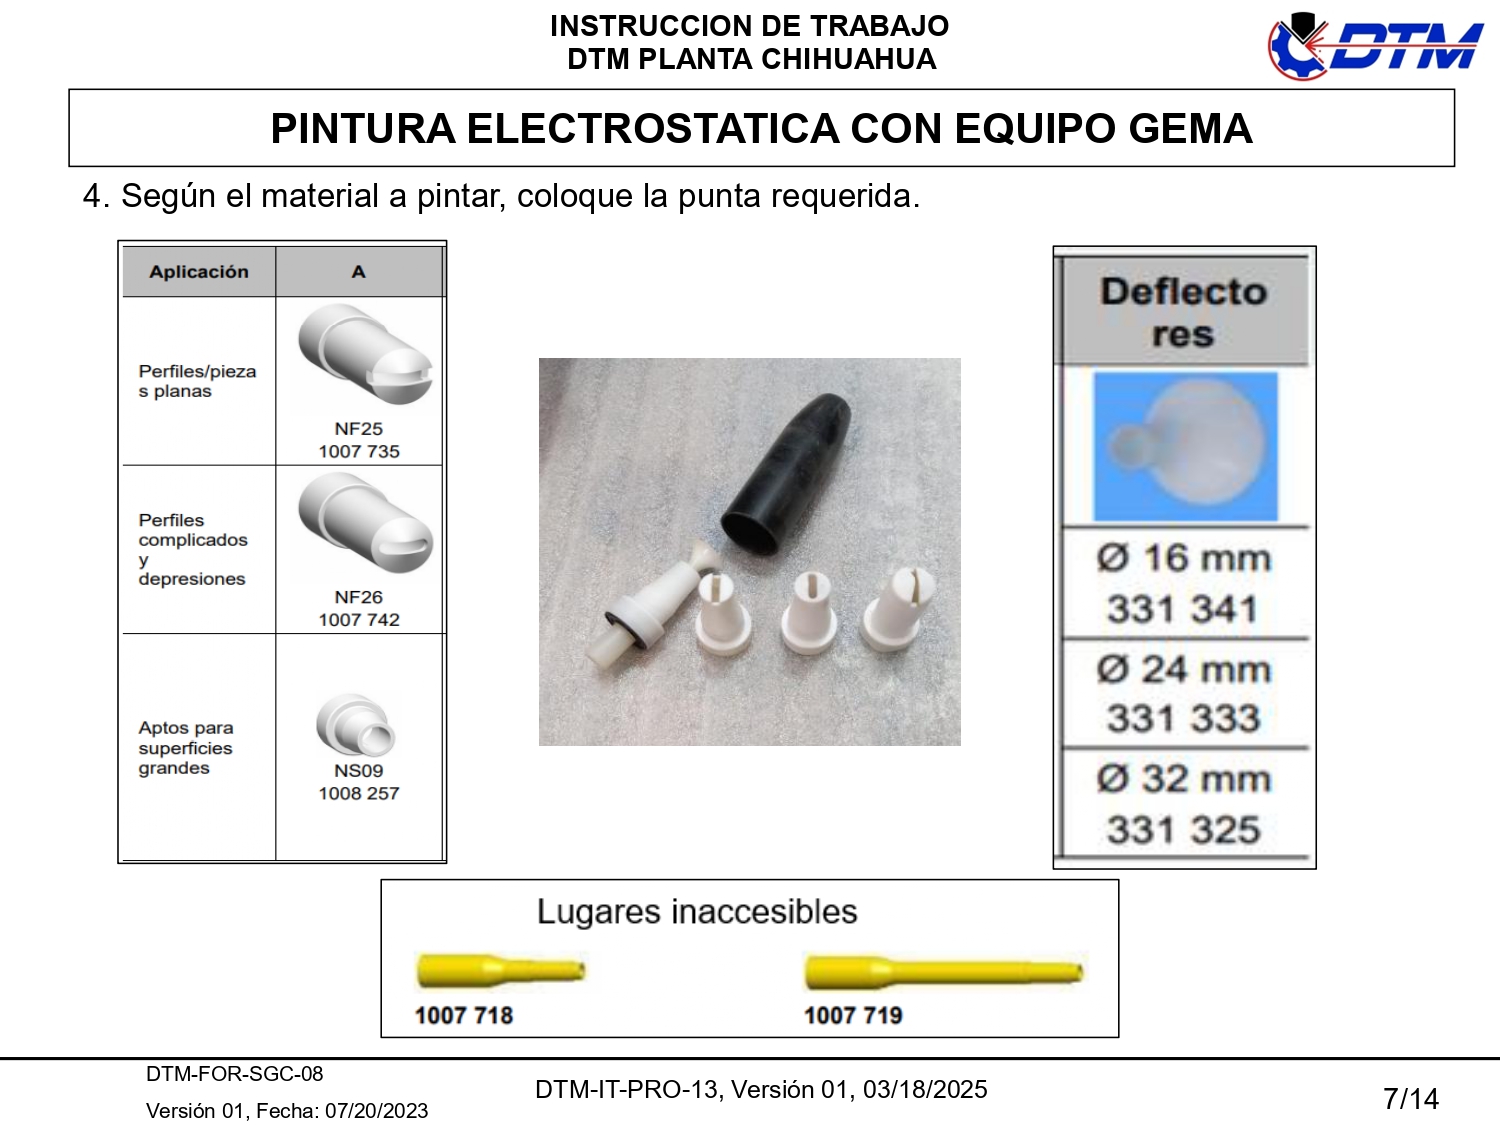 INSTRUCCION DE TRABAJO
DTM PLANTA CHIHUAHUA
DTM
PINTURA ELECTROSTATICA CON EQUIPO GEMA
4. Según el material a pintar, coloque la punta requerida.
Aplicación A
Perfiles/pieza
s planas
NF25
1007 735
Perfiles
complicados
y
depresiones
NF26
1007 742
Aptos para
superficies
grandes
NS09
1008 257
Deflecto
res
Ø 16 mm
331 341
Ø 24 mm
331 333
Ø 32 mm
331 325
Lugares inaccesibles
1007 718
1007 719
DTM-FOR-SGC-08
Versión 01, Fecha: 07/20/2023
DTM-IT-PRO-13, Versión 01, 03/18/2025
7/14